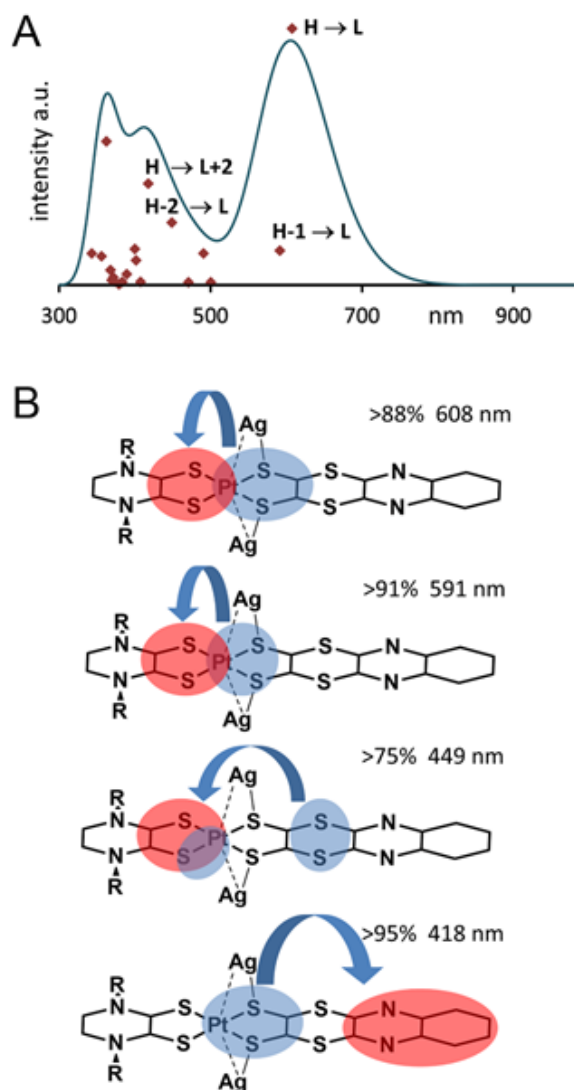 A
intensity a.u.
H → L
H → L+2
H-2 → L
H-1 → L
300 500 700 nm 900
B
>88% 608 nm
R
Ag
N S S S N
Pt
N S S S N
R
Ag
>91% 591 nm
R
Ag
N S S S N
Pt
N S S S N
R
Ag
>75% 449 nm
R
Ag
N S S S N
Pt
N S S S N
R
Ag
>95% 418 nm
R
Ag
N S S S N
Pt
N S S S N
R
Ag